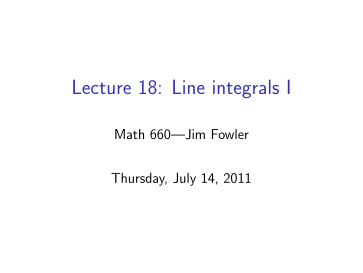 Lecture 18: Line integrals I
Math 660—Jim Fowler
Thursday, July 14, 2011